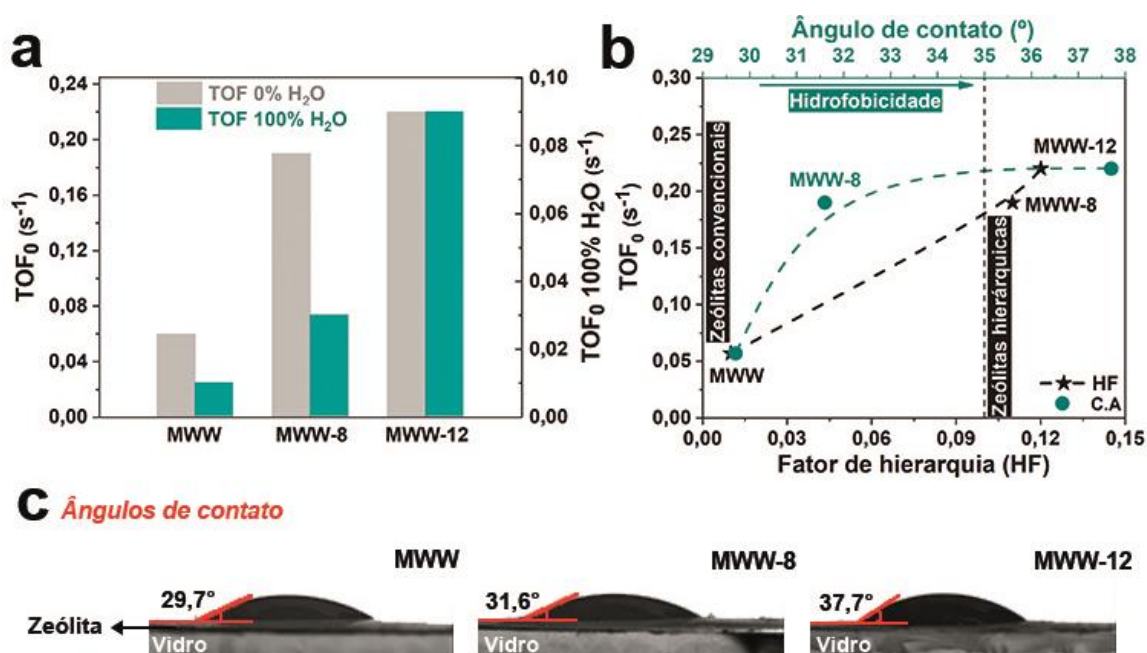 a
TOF 0% H₂O
TOF 100% H₂O
TOF₀ (s⁻¹)
0,24
0,20
0,16
0,12
0,08
0,04
0,00
TOF₀ 100% H₂O (s⁻¹)
0,10
0,08
0,06
0,04
0,02
0,00
MWW
MWW-8
MWW-12
b
Ângulo de contato (º)
29 30 31 32 33 34 35 36 37 38
Hidrofobicidade
TOF₀ (s⁻¹)
0,30
0,25
0,20
0,15
0,10
0,05
0,00
Zeólitas convencionais
MWW-8
MWW-12
MWW-8
Zeólitas hierárquicas
MWW
HF
C.A
0,00 0,03 0,06 0,09 0,12 0,15
Fator de hierarquia (HF)
c Ângulos de contato
MWW
29,7°
Zeólita
Vidro
MWW-8
31,6°
Vidro
MWW-12
37,7°
Vidro